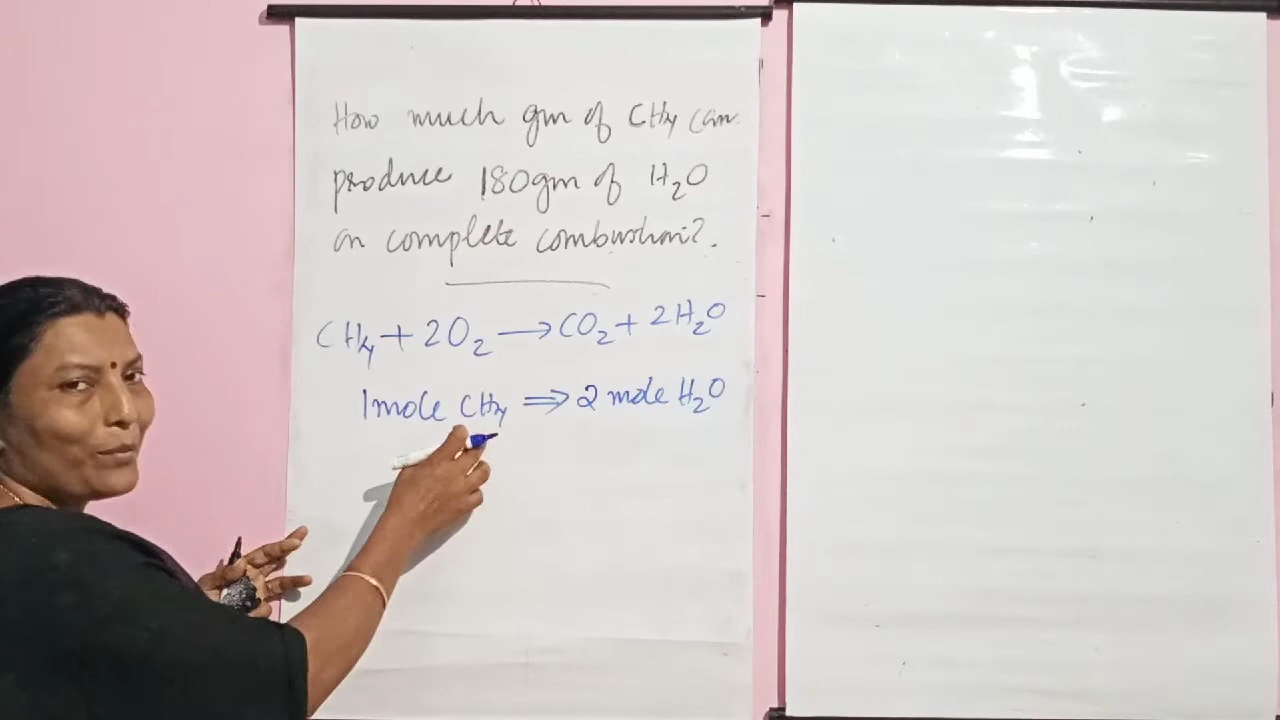 How much gm of CH4 can
produce 180gm of H2O
on complete combustion?.
CH4 + 2O2 → CO2 + 2H2O
1mole CH4 ⇒ 2 mole H2O